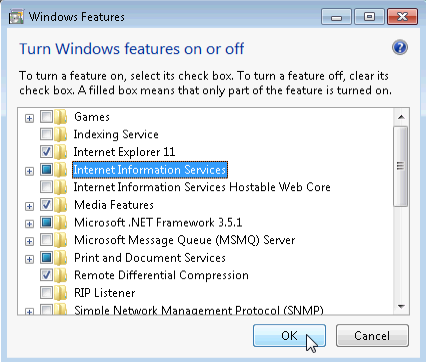 Windows Features
Turn Windows features on or off
To turn a feature on, select its check box. To turn a feature off, clear its
check box. A filled box means that only part of the feature is turned on.
Games
Indexing Service
Internet Explorer 11
Internet Information Services
Internet Information Services Hostable Web Core
Media Features
Microsoft .NET Framework 3.5.1
Microsoft Message Queue (MSMQ) Server
Print and Document Services
Remote Differential Compression
RIP Listener
Simple Network Management Protocol (SNMP)
OK
Cancel